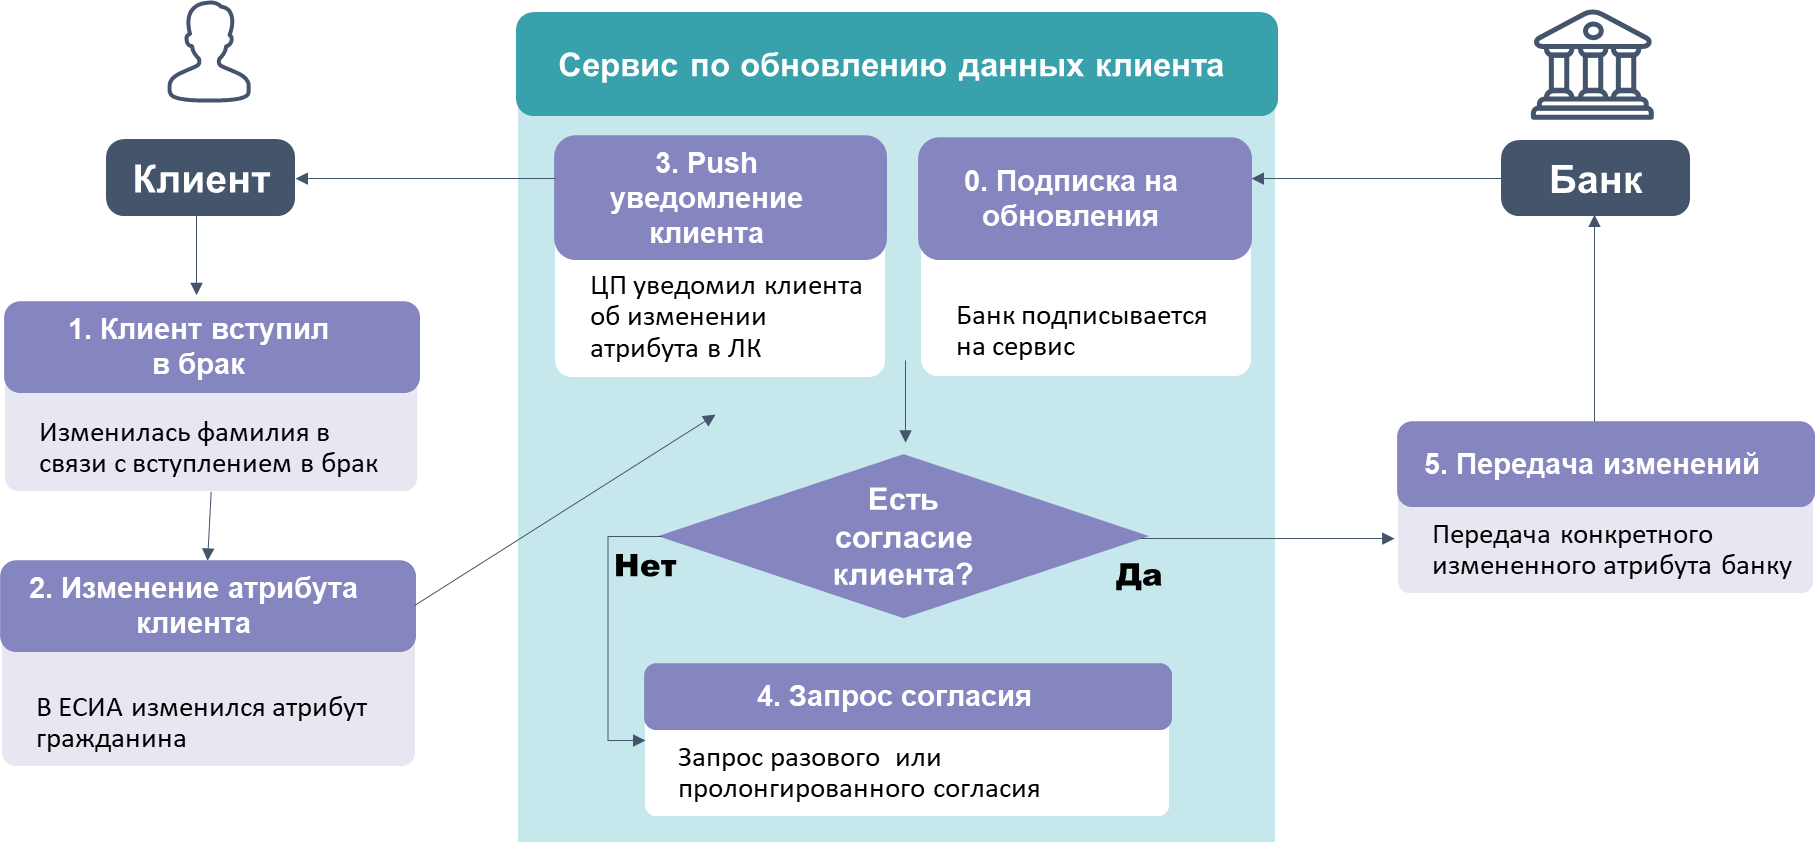 Сервис по обновлению данных клиента
Клиент
Банк
3. Push
уведомление
клиента
ЦП уведомил клиента
об изменении
атрибута в ЛК
0. Подписка на
обновления
Банк подписывается
на сервис
1. Клиент вступил
в брак
Изменилась фамилия в
связи с вступлением в брак
2. Изменение атрибута
клиента
В ЕСИА изменился атрибут
гражданина
Есть
согласие
клиента?
Нет
Да
4. Запрос согласия
Запрос разового или
пролонгированного согласия
5. Передача изменений
Передача конкретного
измененного атрибута банку